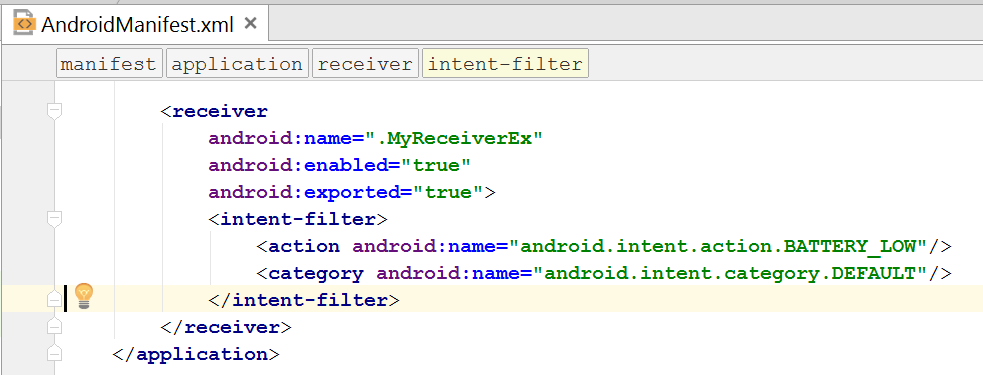 AndroidManifest.xml
manifest application receiver intent-filter
<receiver
android:name=".MyReceiverEx"
android:enabled="true"
android:exported="true">
<intent-filter>
<action android:name="android.intent.action.BATTERY_LOW"/>
<category android:name="android.intent.category.DEFAULT"/>
</intent-filter>
</receiver>
</application>